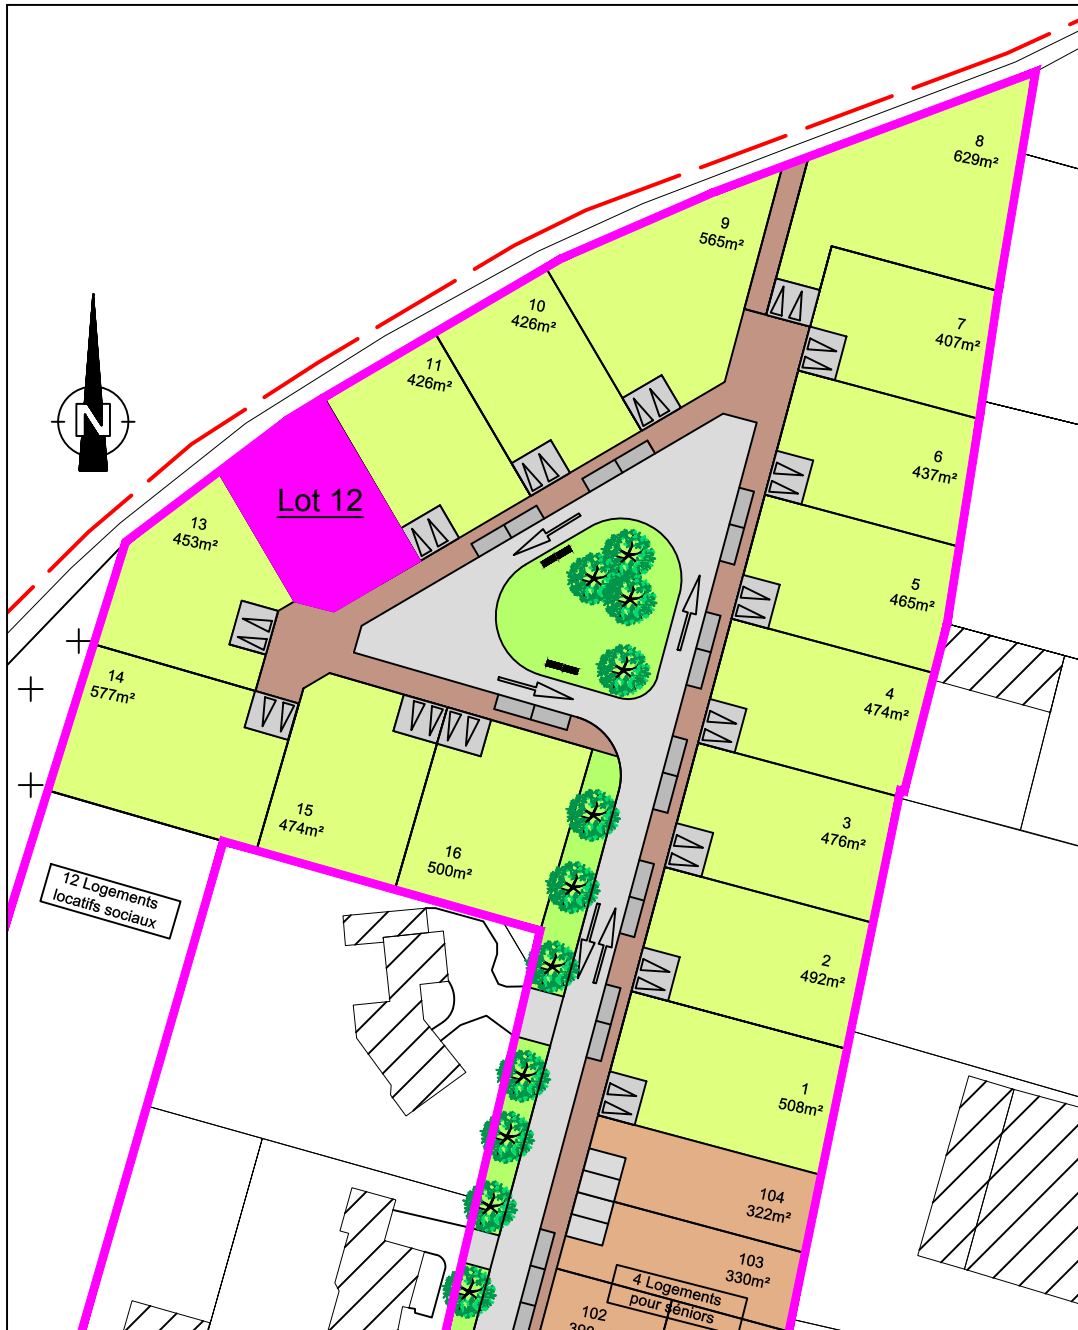 8
629m²
9
565m²
10
426m²
7
407m²
11
426m²
N
6
437m²
Lot 12
13
453m²
5
465m²
14
577m²
4
474m²
15
474m²
3
476m²
16
500m²
12 Logements
locatifs sociaux
2
492m²
1
508m²
104
322m²
103
330m²
4 Logements
pour séniors
102